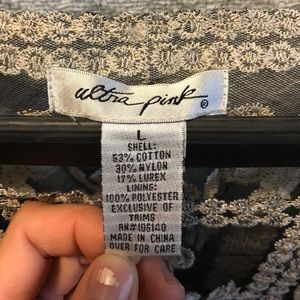 ultra pink®
L
SHELL:
53% COTTON
30% NYLON
17% LUREX
LINING:
100% POLYESTER
EXCLUSIVE OF
TRIMS
RN#106140
MADE IN CHINA
OVER FOR CARE